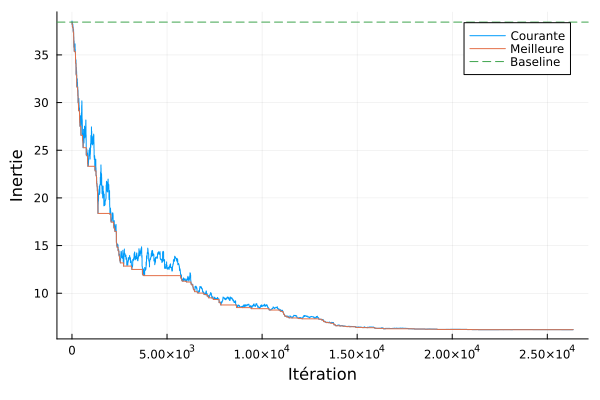 Inertie
35
30
25
20
15
10
Courante
Meilleure
Baseline
0 5.00×10³ 1.00×10⁴ 1.50×10⁴ 2.00×10⁴ 2.50×10⁴
Itération